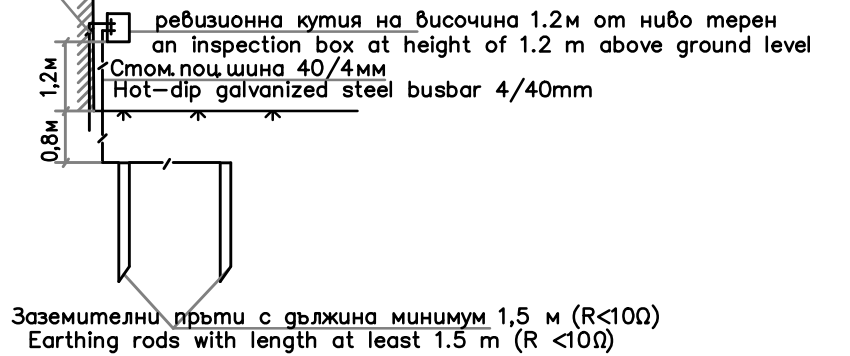 ревизионна кутия на височина 1.2м от ниво терен
an inspection box at height of 1.2 m above ground level
Стом.поц.шина 40/4мм
Hot-dip galvanized steel busbar 4/40mm
1,2м
0,8м
Заземителни пръти с дължина минимум 1,5 м (R<10Ω)
Earthing rods with length at least 1.5 m (R <10Ω)